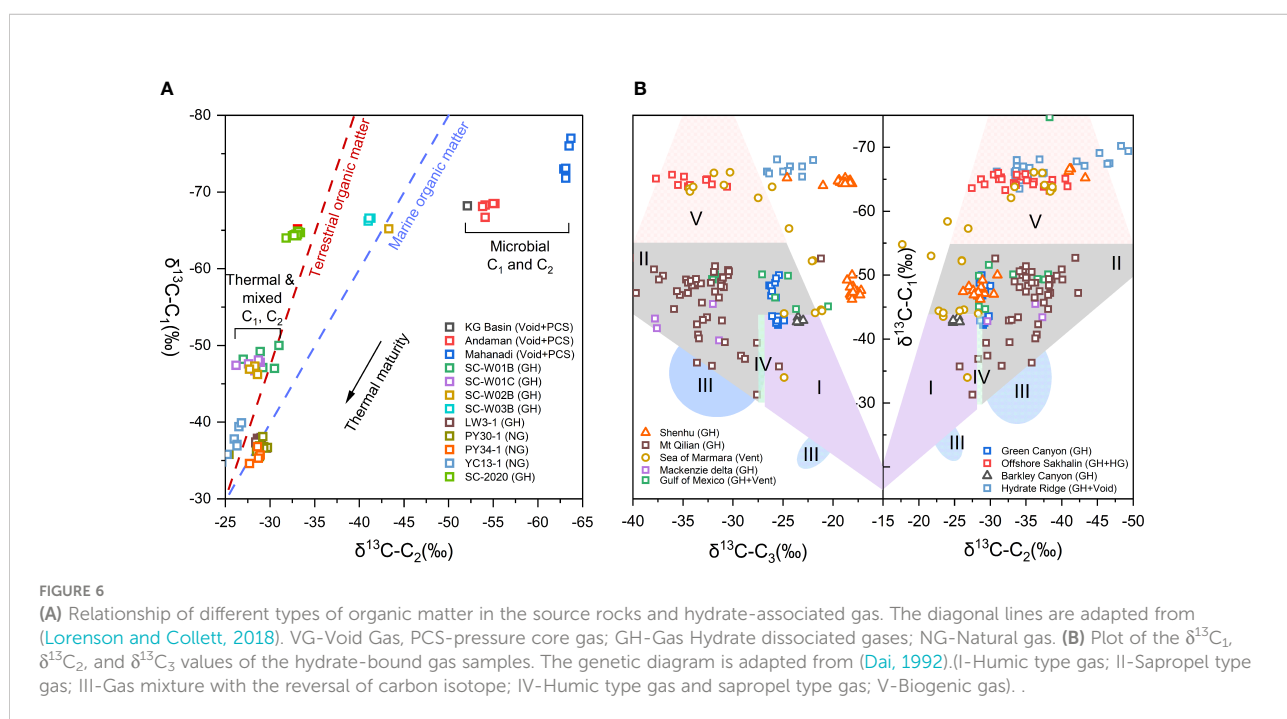 A
B
-80
-70
-60
-50
-40
-30
δ¹³C-C₁(‰)
Terrestrial organic matter
Marine organic matter
Microbial
C₁ and C₂
Thermal &
mixed
C₁, C₂
Thermal maturity
KG Basin (Void+PCS)
Andaman (Void+PCS)
Mahanadi (Void+PCS)
SC-W01B (GH)
SC-W01C (GH)
SC-W02B (GH)
SC-W03B (GH)
LW3-1 (GH)
PY30-1 (NG)
PY34-1 (NG)
YC13-1 (NG)
SC-2020 (GH)
-25 -30 -35 -40 -45 -50 -55 -60 -65
δ¹³C-C₂(‰)
V
II
III
IV
I
III
Shenhu (GH)
Mt Qilian (GH)
Sea of Marmara (Vent)
Mackenzie delta (GH)
Gulf of Mexico (GH+Vent)
-40 -35 -30 -25 -20 -15
δ¹³C-C₃(‰)
-70
-60
-50
-40
-30
δ¹³C-C₁(‰)
V
II
I
IV
III
III
Green Canyon (GH)
Offshore Sakhalin (GH+HG)
Barkley Canyon (GH)
Hydrate Ridge (GH+Void)
-20 -25 -30 -35 -40 -45 -50
δ¹³C-C₂(‰)
FIGURE 6
(A) Relationship of different types of organic matter in the source rocks and hydrate-associated gas. The diagonal lines are adapted from
(Lorenson and Collett, 2018). VG-Void Gas, PCS-pressure core gas; GH-Gas Hydrate dissociated gases; NG-Natural gas. (B) Plot of the δ¹³C₁,
δ¹³C₂, and δ¹³C₃ values of the hydrate-bound gas samples. The genetic diagram is adapted from (Dai, 1992).(I-Humic type gas; II-Sapropel type
gas; III-Gas mixture with the reversal of carbon isotope; IV-Humic type gas and sapropel type gas; V-Biogenic gas). .